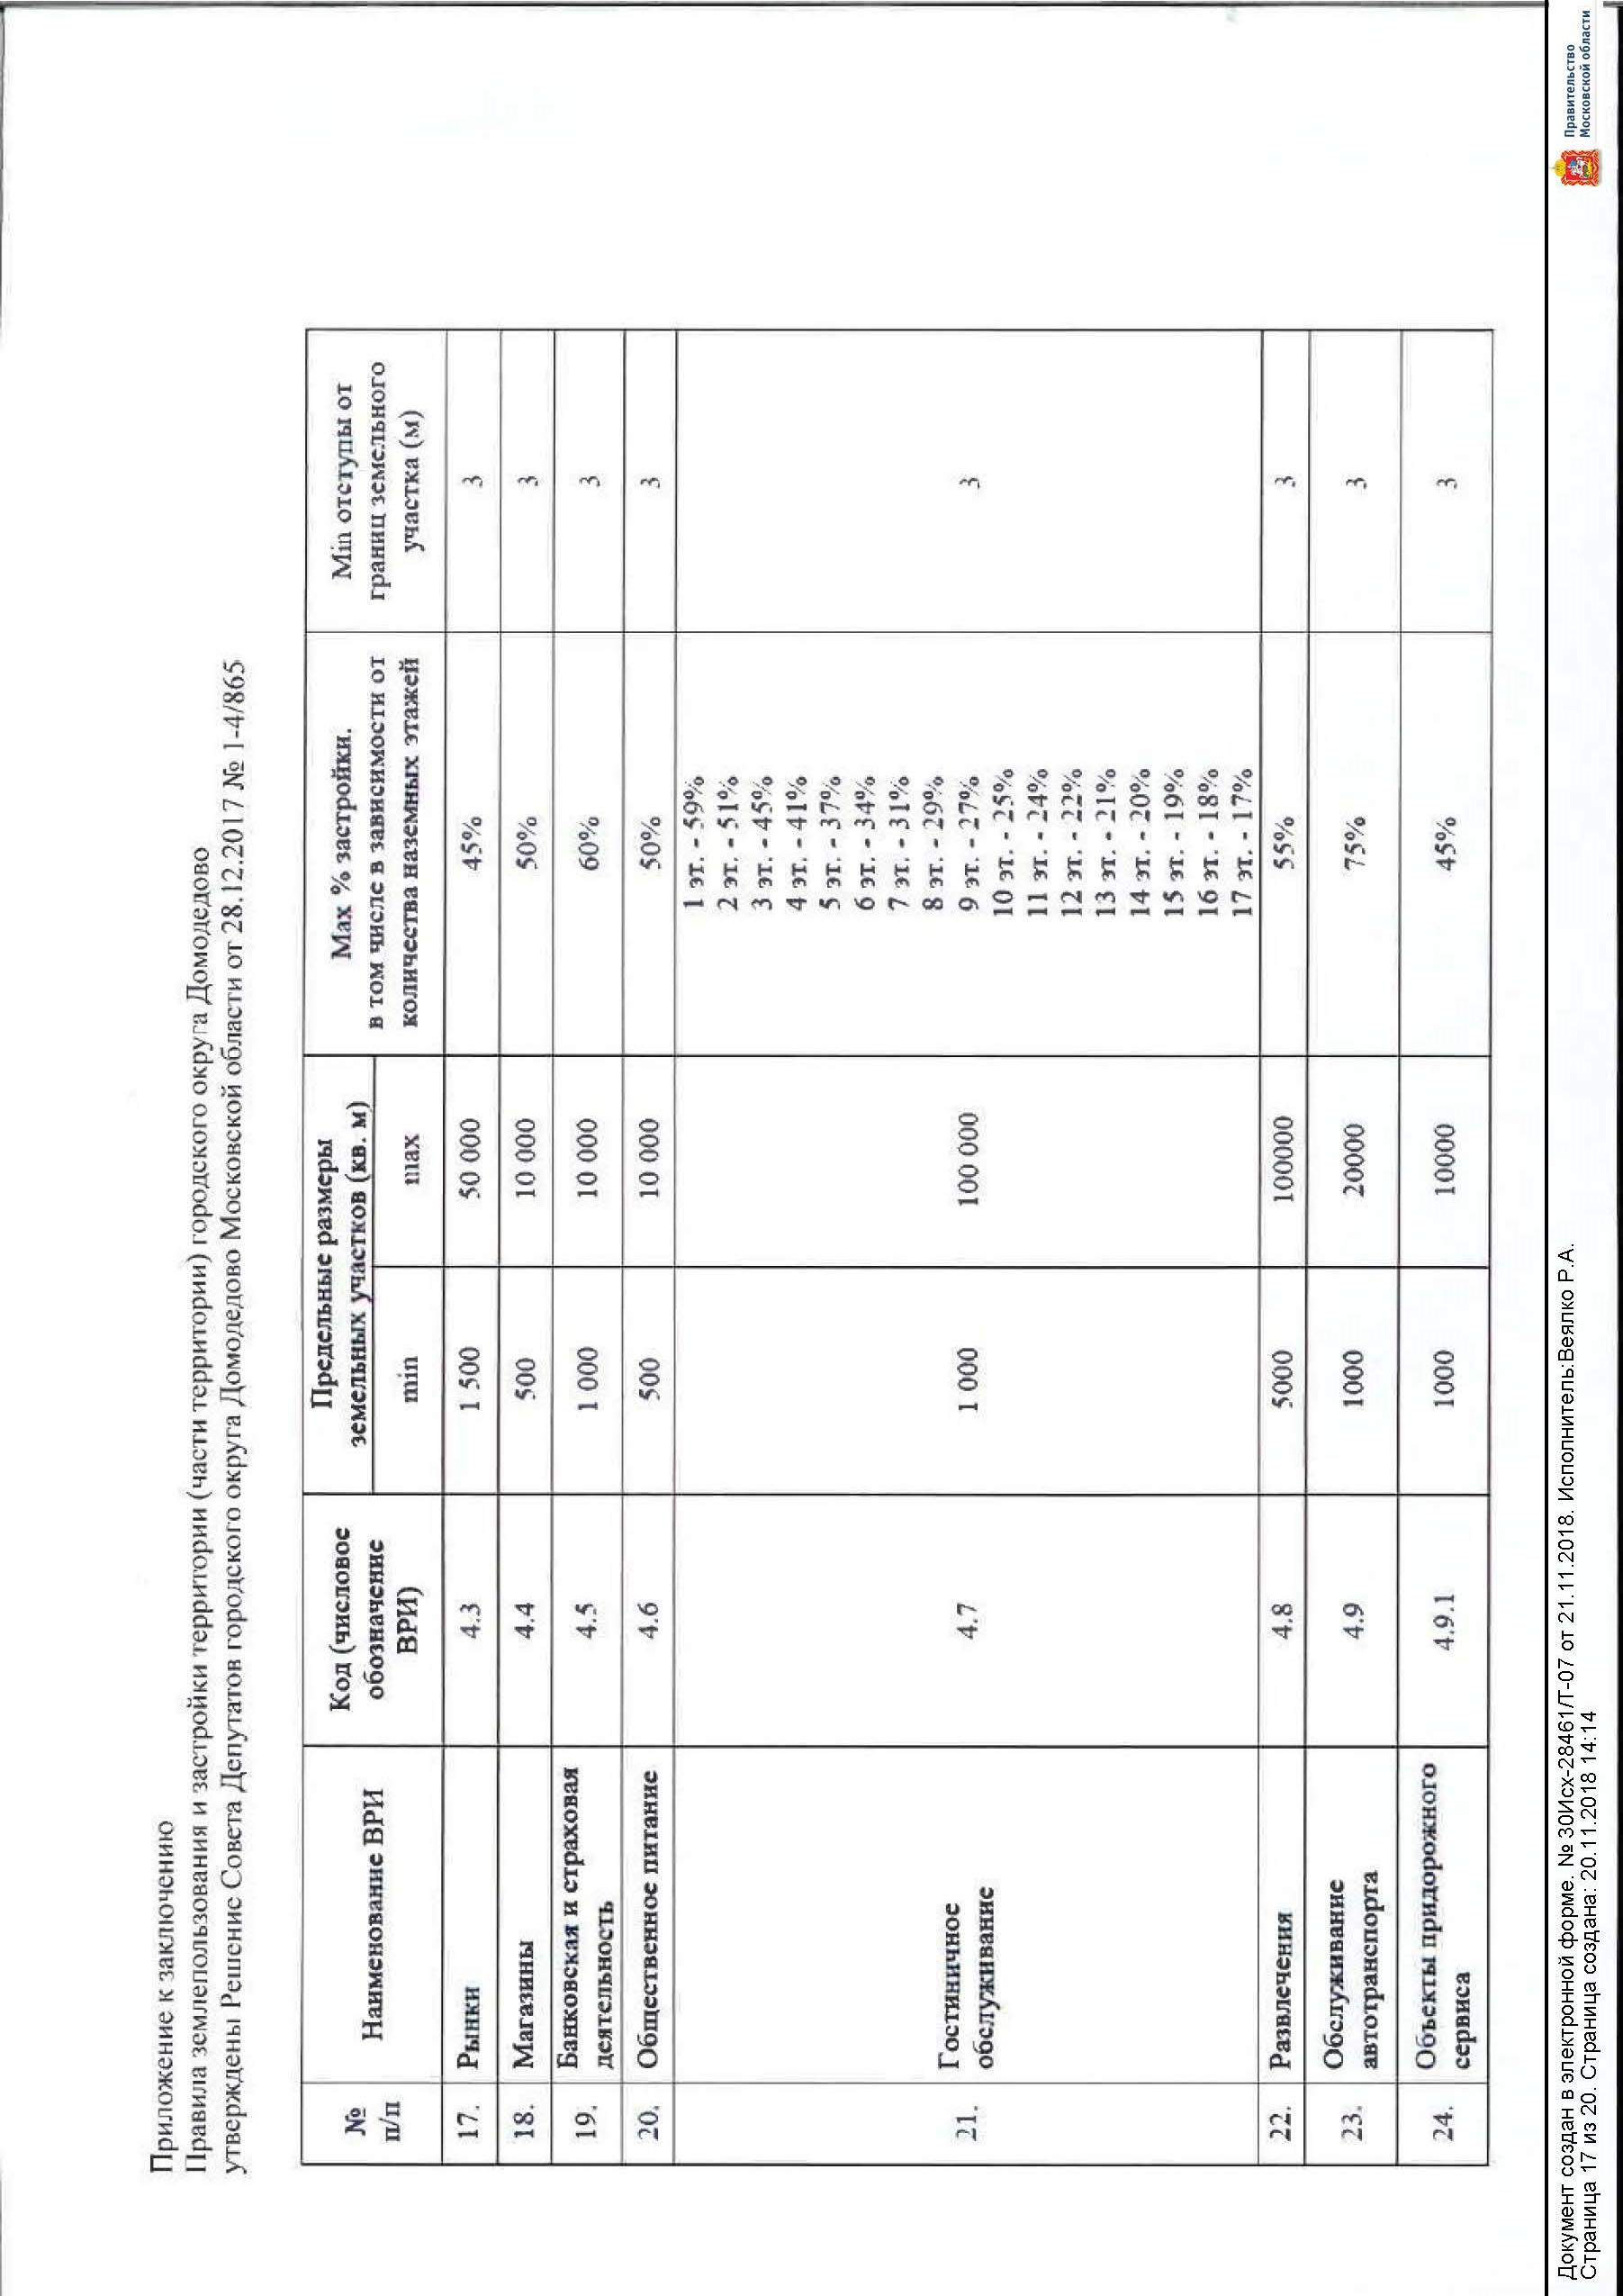 Приложение к заключению
Правила землепользования и застройки территории (части территории) городского округа Домодедово
утверждены Решение Совета Депутатов городского округа Домодедово Московской области от 28.12.2017 № 1-4/865
№ п/п
Наименование ВРИ
Код (числовое обозначение ВРИ)
Предельные размеры земельных участков (кв. м)
min
max
Max % застройки.
в том числе в зависимости от
количества наземных этажей
Min отступы от
границ земельного
участка (м)
17. Рынки 4.3 1 500 50 000 45% 3
18. Магазины 4.4 500 10 000 50% 3
19. Банковская и страховая деятельность 4.5 1 000 10 000 60% 3
20. Общественное питание 4.6 500 10 000 50% 3
21. Гостиничное обслуживание 4.7 1 000 100 000
1 эт. - 59%
2 эт. - 51%
3 эт. - 45%
4 эт. - 41%
5 эт. - 37%
6 эт. - 34%
7 эт. - 31%
8 эт. - 29%
9 эт. - 27%
10 эт. - 25%
11 эт. - 24%
12 эт. - 22%
13 эт. - 21%
14 эт. - 20%
15 эт. - 19%
16 эт. - 18%
17 эт. - 17%
3
22. Развлечения 4.8 5000 100000 55% 3
23. Обслуживание автотранспорта 4.9 1000 20000 75% 3
24. Объекты придорожного сервиса 4.9.1 1000 10000 45% 3
Документ создан в электронной форме. № 30Исх-28461/Т-07 от 21.11.2018. Исполнитель:Веялко Р.А.
Страница 17 из 20. Страница создана: 20.11.2018 14:14
Правительство
Московской области